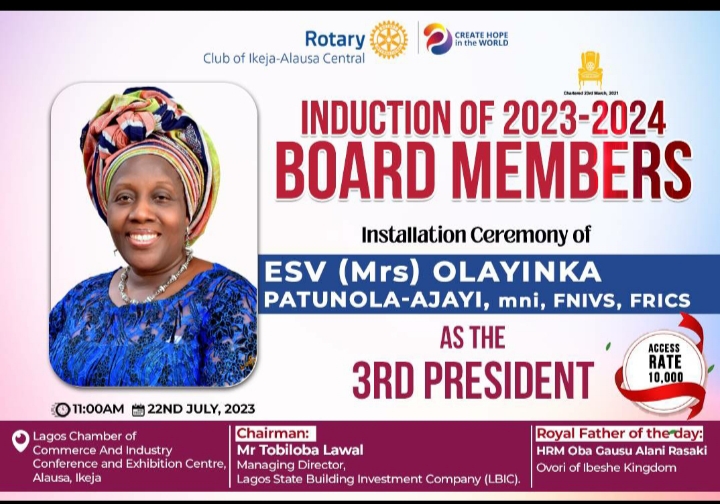 Rotary
Club of Ikeja-Alausa Central
CREATE HOPE
in the WORLD
Chartered 23rd March, 2021
INDUCTION OF 2023-2024
BOARD MEMBERS
Installation Ceremony of
ESV (Mrs) OLAYINKA
PATUNOLA-AJAYI, mni, FNIVS, FRICS
AS THE
3RD PRESIDENT
ACCESS
RATE
10,000
11:00AM 22ND JULY, 2023
Lagos Chamber of
Commerce And Industry
Conference and Exhibition Centre,
Alausa, Ikeja
Chairman:
Mr Tobiloba Lawal
Managing Director,
Lagos State Building Investment Company (LBIC).
Royal Father of the day:
HRM Oba Gausu Alani Rasaki
Ovori of Ibeshe Kingdom